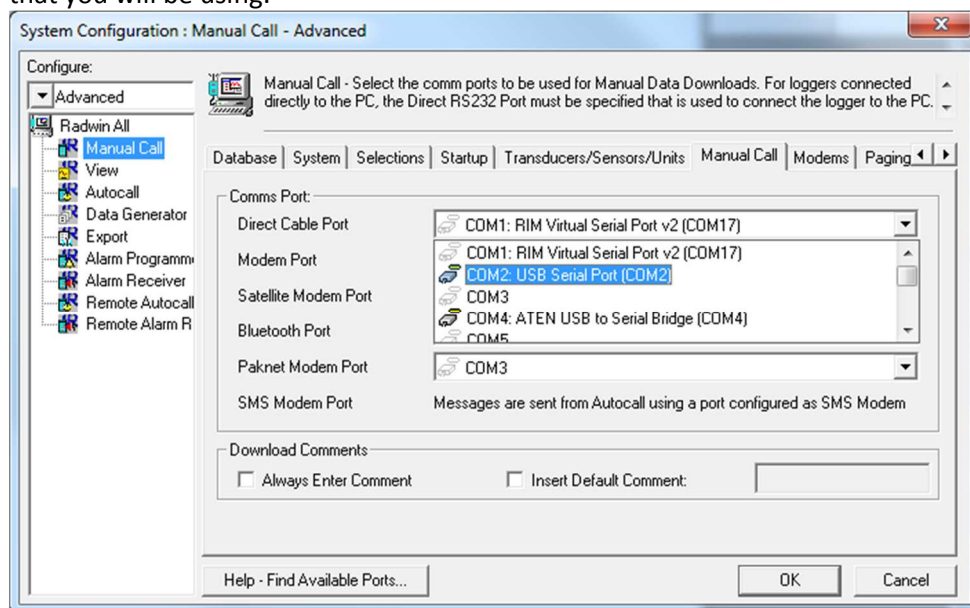 that you will be using.
System Configuration : Manual Call - Advanced
Configure:
Advanced
Radwin All
Manual Call
View
Autocall
Data Generator
Export
Alarm Programm
Alarm Receiver
Remote Autocall
Remote Alarm R
Manual Call - Select the comm ports to be used for Manual Data Downloads. For loggers connected
directly to the PC, the Direct RS232 Port must be specified that is used to connect the logger to the PC.
Database System Selections Startup Transducers/Sensors/Units Manual Call Modems Paging
Comms Port:
Direct Cable Port COM1: RIM Virtual Serial Port v2 (COM17)
COM1: RIM Virtual Serial Port v2 (COM17)
Modem Port
COM2: USB Serial Port (COM2)
Satellite Modem Port COM3
COM4: ATEN USB to Serial Bridge (COM4)
Bluetooth Port
COM5
Paknet Modem Port COM3
SMS Modem Port Messages are sent from Autocall using a port configured as SMS Modem
Download Comments
Always Enter Comment Insert Default Comment:
Help - Find Available Ports... OK Cancel